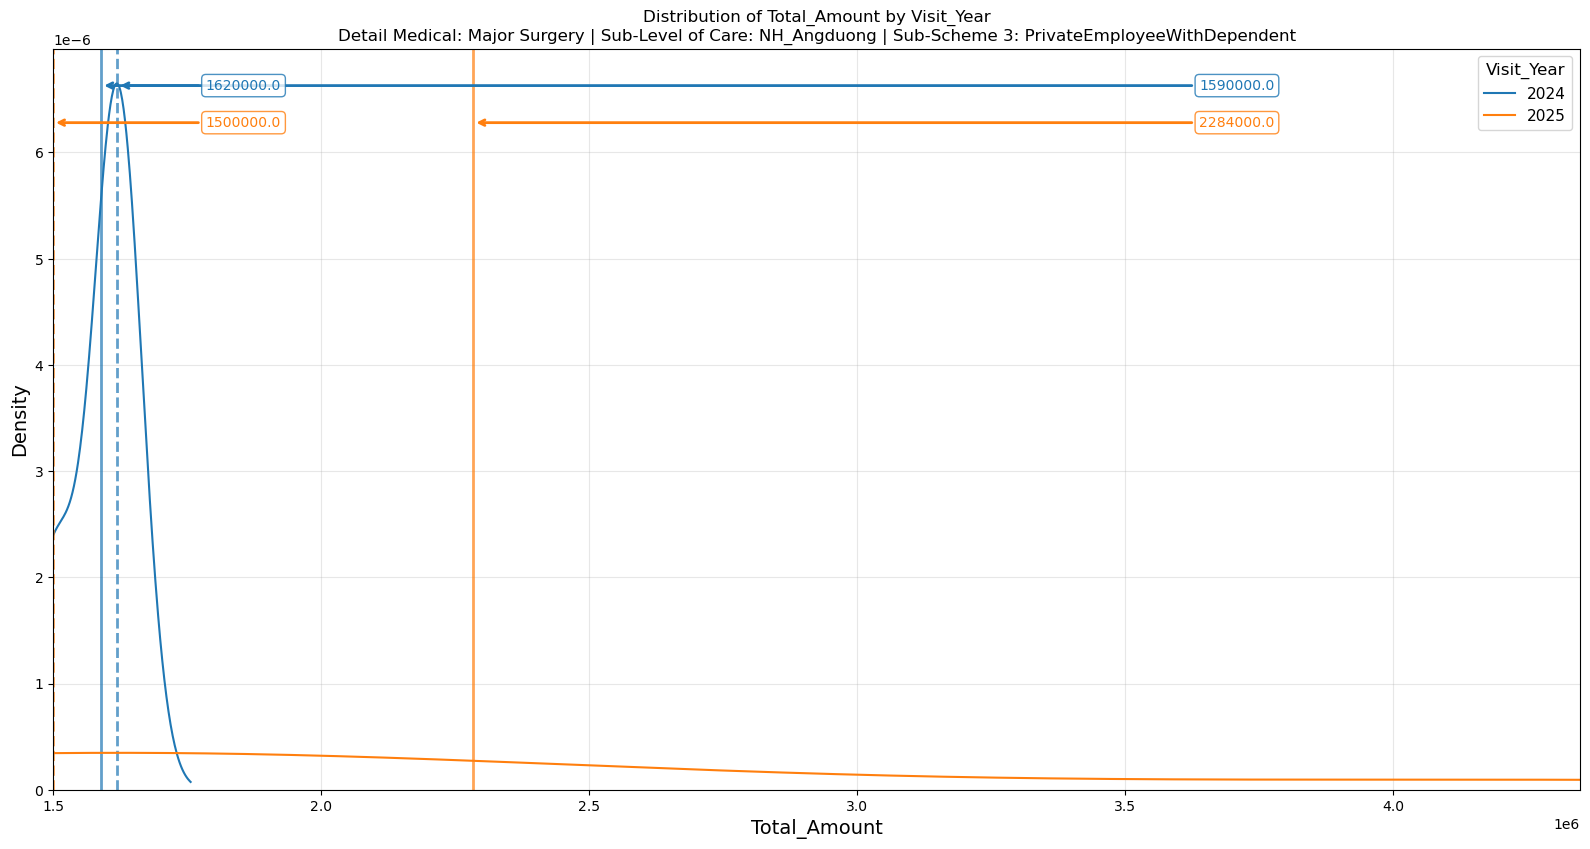 Distribution of Total_Amount by Visit_Year
Detail Medical: Major Surgery | Sub-Level of Care: NH_Angduong | Sub-Scheme 3: PrivateEmployeeWithDependent
1e−6
Visit_Year
2024
2025
1620000.0
1590000.0
1500000.0
2284000.0
6
5
4
3
2
1
0
Density
1.5
2.0
2.5
3.0
3.5
4.0
1e6
Total_Amount